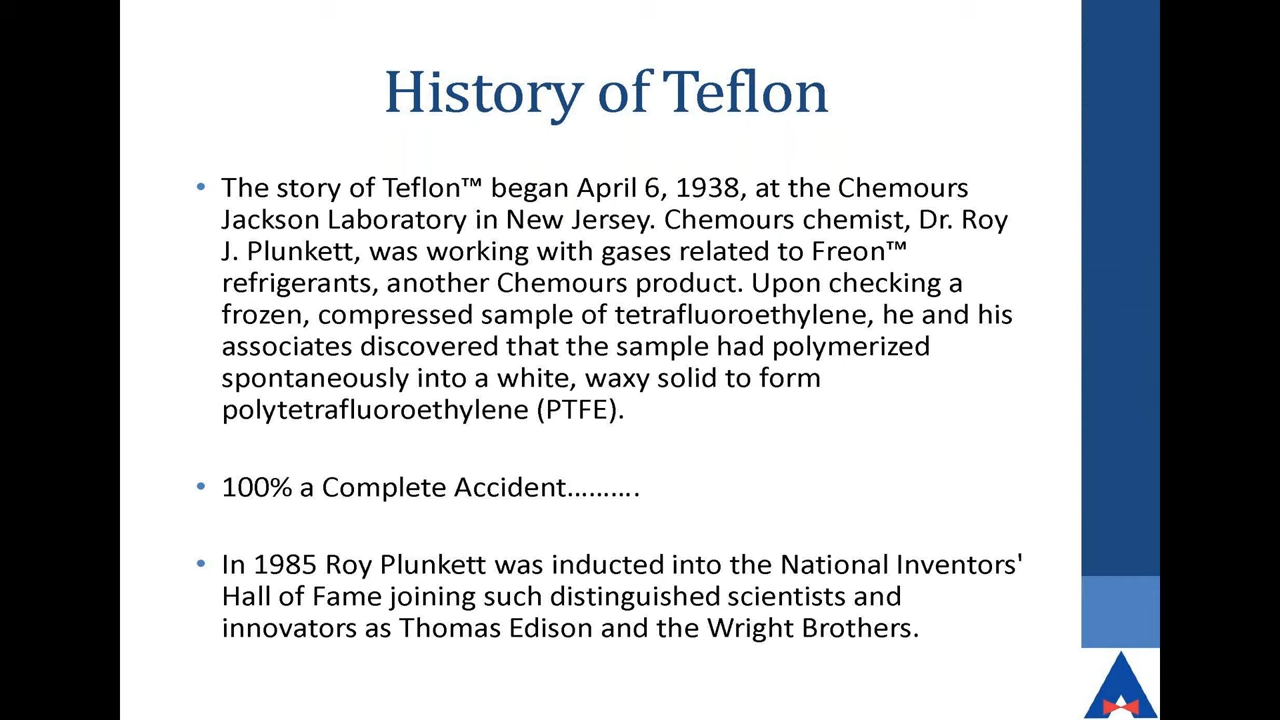 History of Teflon
• The story of Teflon™ began April 6, 1938, at the Chemours
Jackson Laboratory in New Jersey. Chemours chemist, Dr. Roy
J. Plunkett, was working with gases related to Freon™
refrigerants, another Chemours product. Upon checking a
frozen, compressed sample of tetrafluoroethylene, he and his
associates discovered that the sample had polymerized
spontaneously into a white, waxy solid to form
polytetrafluoroethylene (PTFE).
• 100% a Complete Accident……….
• In 1985 Roy Plunkett was inducted into the National Inventors'
Hall of Fame joining such distinguished scientists and
innovators as Thomas Edison and the Wright Brothers.